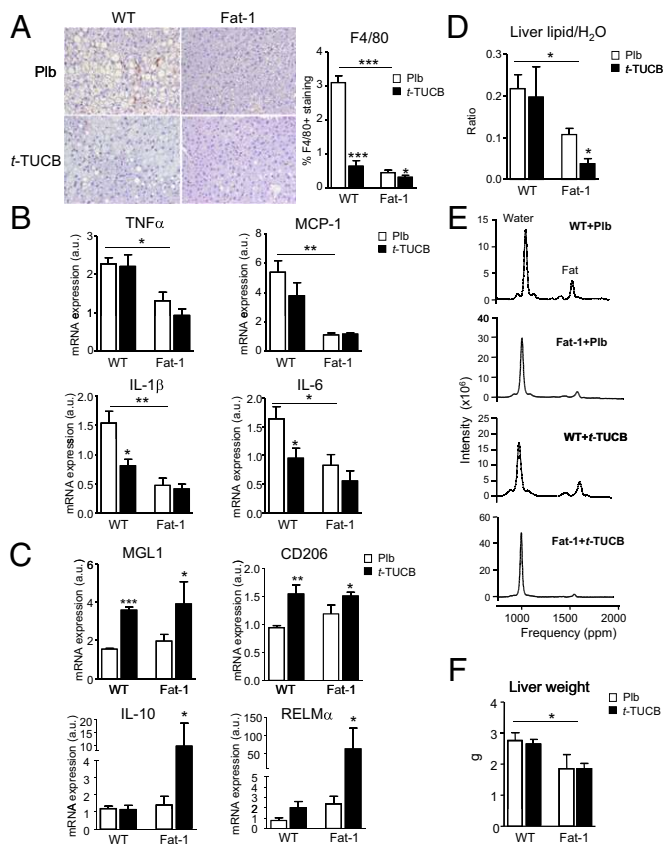 A
WT
Fat-1
Plb
t-TUCB
F4/80
***
Plb
t-TUCB
% F4/80+ staining
4
3
2
1
0
***
*
WT
Fat-1
B
TNFα
*
mRNA expression (a.u.)
3
2
1
0
WT
Fat-1
MCP-1
**
Plb
t-TUCB
mRNA expression (a.u.)
8
6
4
2
0
WT
Fat-1
IL-1β
**
*
mRNA expression (a.u.)
2.0
1.5
1.0
0.5
0.0
WT
Fat-1
IL-6
*
*
mRNA expression (a.u.)
2.0
1.5
1.0
0.5
0.0
WT
Fat-1
C
MGL1
***
*
mRNA expression (a.u.)
6
4
2
0
WT
Fat-1
CD206
**
*
Plb
t-TUCB
mRNA expression (a.u.)
2.0
1.5
1.0
0.5
0.0
WT
Fat-1
IL-10
*
mRNA expression (a.u.)
20
15
10
5
4
3
2
1
0
WT
Fat-1
RELMα
*
mRNA expression (a.u.)
150
100
50
5
4
3
2
1
0
WT
Fat-1
D
Liver lipid/H2O
*
Plb
t-TUCB
*
Ratio
0.3
0.2
0.1
0.0
WT
Fat-1
E
Water
WT+Plb
Fat
15
10
5
0
Fat-1+Plb
40
30
20
10
0
WT+t-TUCB
25
20
15
10
5
0
Fat-1+t-TUCB
60
40
20
0
Intensity (x10⁶)
1000
1500
2000
Frequency (ppm)
F
Liver weight
Plb
t-TUCB
*
g
4
3
2
1
0
WT
Fat-1